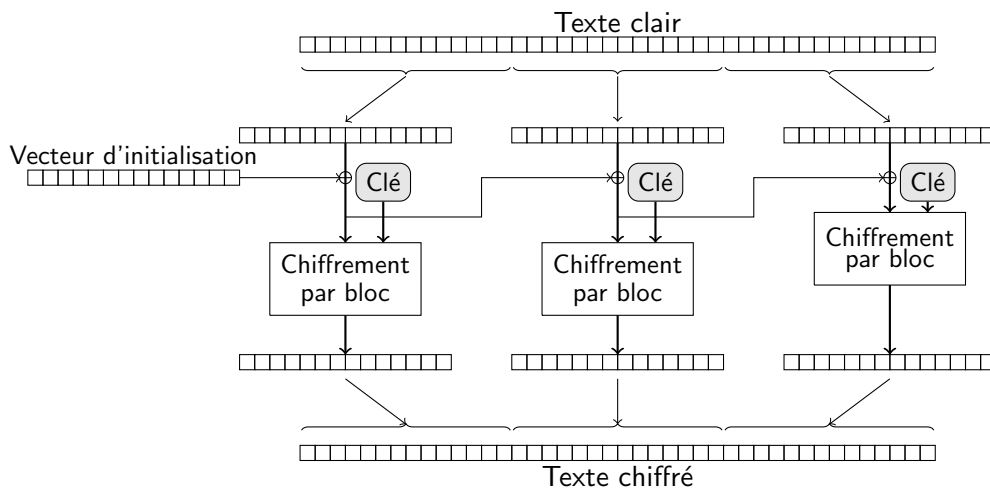 Texte clair
Vecteur d'initialisation
Clé
Clé
Clé
Chiffrement
par bloc
Chiffrement
par bloc
Chiffrement
par bloc
Texte chiffré